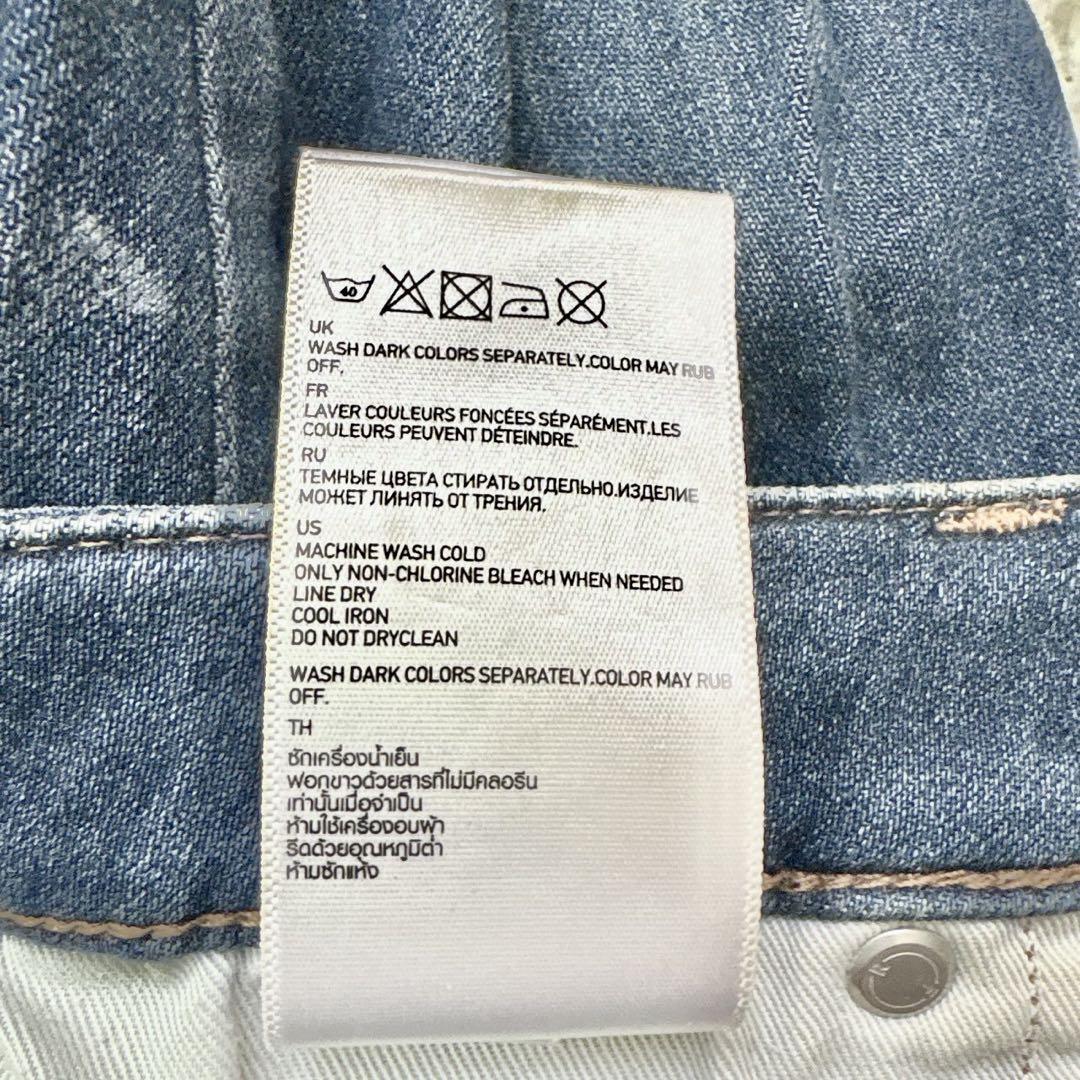 40
UK
WASH DARK COLORS SEPARATELY.COLOR MAY RUB
OFF.
FR
LAVER COULEURS FONCÉES SÉPARÉMENT.LES
COULEURS PEUVENT DÉTEINDRE.
RU
ТЕМНЫЕ ЦВЕТА СТИРАТЬ ОТДЕЛЬНО.ИЗДЕЛИЕ
МОЖЕТ ЛИНЯТЬ ОТ ТРЕНИЯ.
US
MACHINE WASH COLD
ONLY NON-CHLORINE BLEACH WHEN NEEDED
LINE DRY
COOL IRON
DO NOT DRYCLEAN
WASH DARK COLORS SEPARATELY.COLOR MAY RUB
OFF.
TH
ซักเครื่องน้ำเย็น
ฟอกขาวด้วยสารที่ไม่มีคลอรีน
เท่านั้นเมื่อจำเป็น
ห้ามใช้เครื่องอบผ้า
รีดด้วยอุณหภูมิต่ำ
ห้ามซักแห้ง